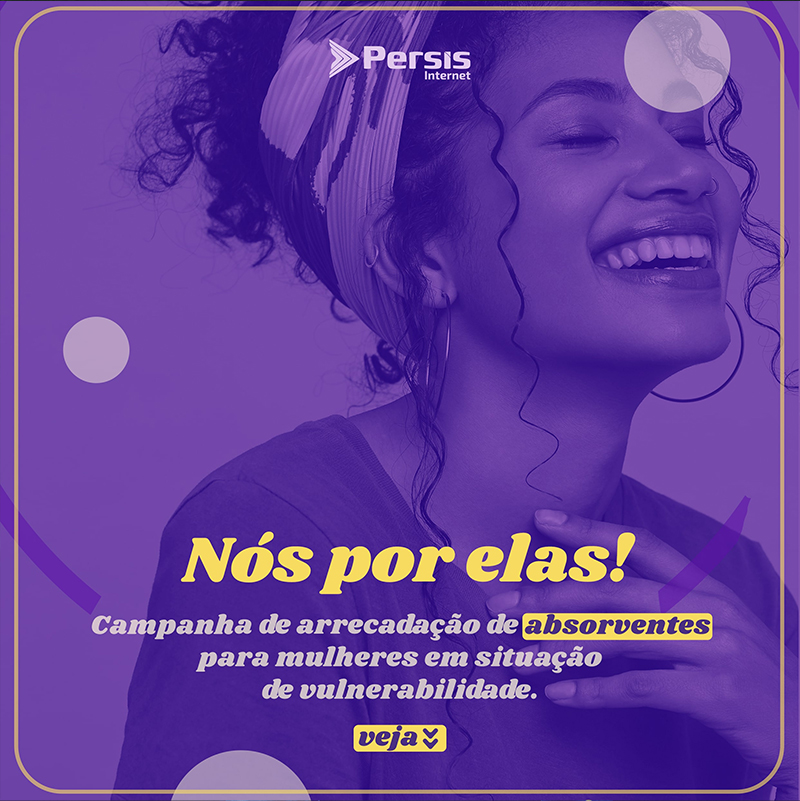 Persis
Internet
Nós por elas!
Campanha de arrecadação de absorventes
para mulheres em situação
de vulnerabilidade.
veja